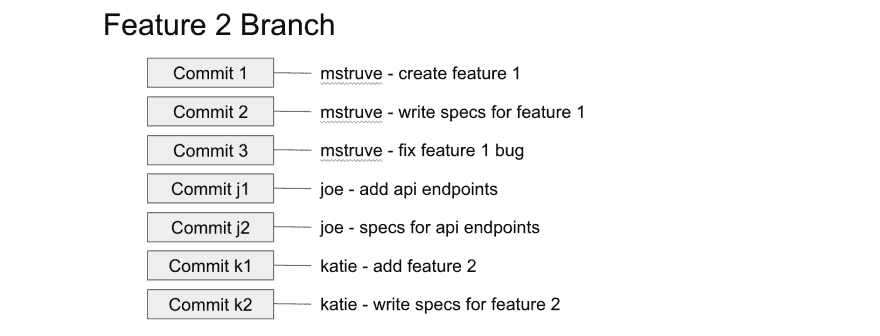 Feature 2 Branch
Commit 1 mstruve - create feature 1
Commit 2 mstruve - write specs for feature 1
Commit 3 mstruve - fix feature 1 bug
Commit j1 joe - add api endpoints
Commit j2 joe - specs for api endpoints
Commit k1 katie - add feature 2
Commit k2 katie - write specs for feature 2